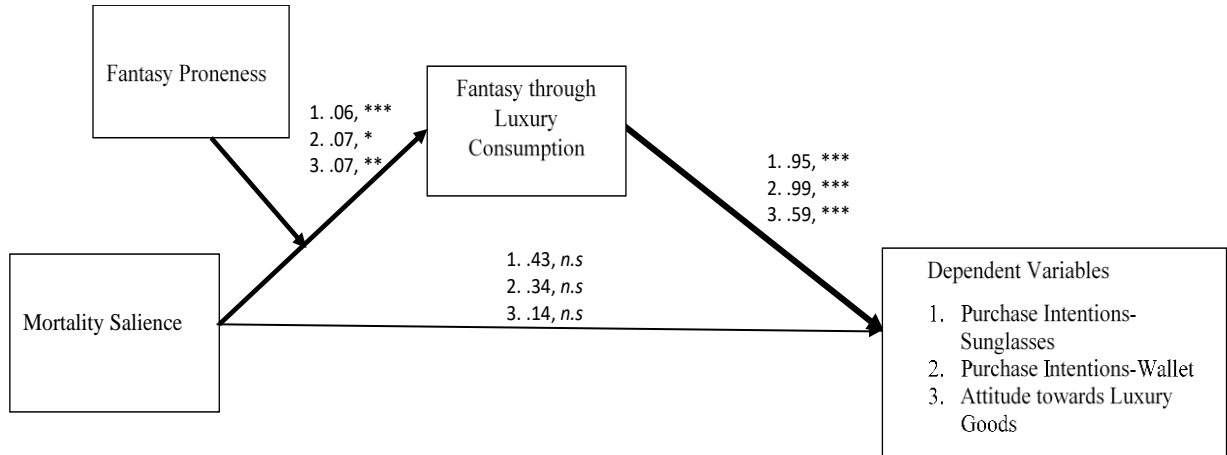 Fantasy Proneness
1. .06, ***
2. .07, *
3. .07, **
Fantasy through
Luxury
Consumption
1. .95, ***
2. .99, ***
3. .59, ***
Mortality Salience
1. .43, n.s
2. .34, n.s
3. .14, n.s
Dependent Variables
1. Purchase Intentions-
Sunglasses
2. Purchase Intentions-Wallet
3. Attitude towards Luxury
Goods